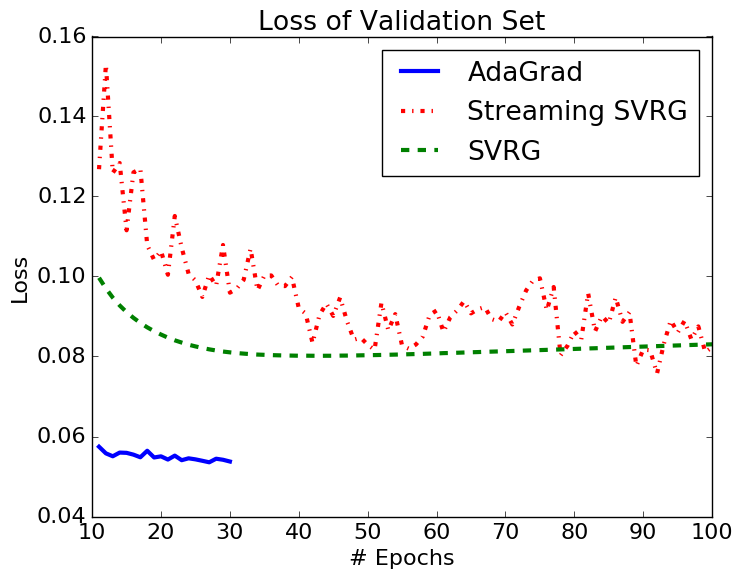 Loss of Validation Set
0.16
0.14
0.12
0.10
0.08
0.06
0.04
Loss
AdaGrad
Streaming SVRG
SVRG
10 20 30 40 50 60 70 80 90 100
# Epochs